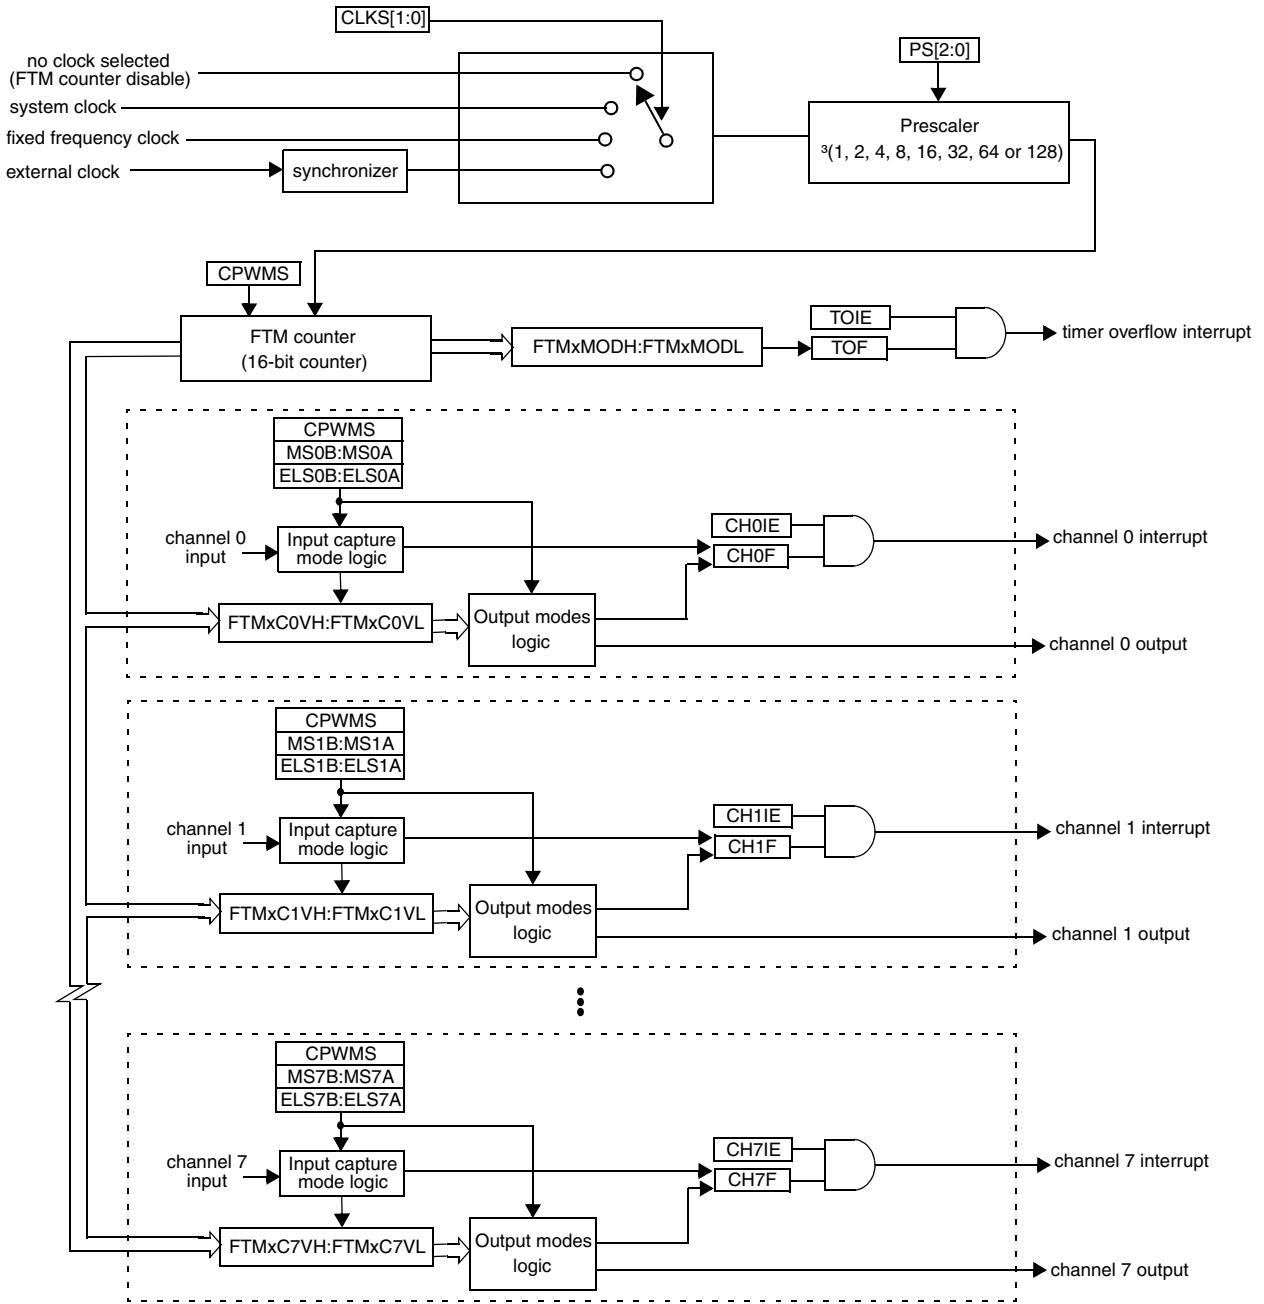 CLKS[1:0]
no clock selected
(FTM counter disable)
PS[2:0]
system clock
fixed frequency clock
external clock
synchronizer
Prescaler
³(1, 2, 4, 8, 16, 32, 64 or 128)
CPWMS
FTM counter
(16-bit counter)
FTMxMODH:FTMxMODL
TOIE
TOF
timer overflow interrupt
CPWMS
MS0B:MS0A
ELS0B:ELS0A
channel 0
input
Input capture
mode logic
CH0IE
CH0F
channel 0 interrupt
FTMxC0VH:FTMxC0VL
Output modes
logic
channel 0 output
CPWMS
MS1B:MS1A
ELS1B:ELS1A
channel 1
input
Input capture
mode logic
CH1IE
CH1F
channel 1 interrupt
FTMxC1VH:FTMxC1VL
Output modes
logic
channel 1 output
CPWMS
MS7B:MS7A
ELS7B:ELS7A
channel 7
input
Input capture
mode logic
CH7IE
CH7F
channel 7 interrupt
FTMxC7VH:FTMxC7VL
Output modes
logic
channel 7 output